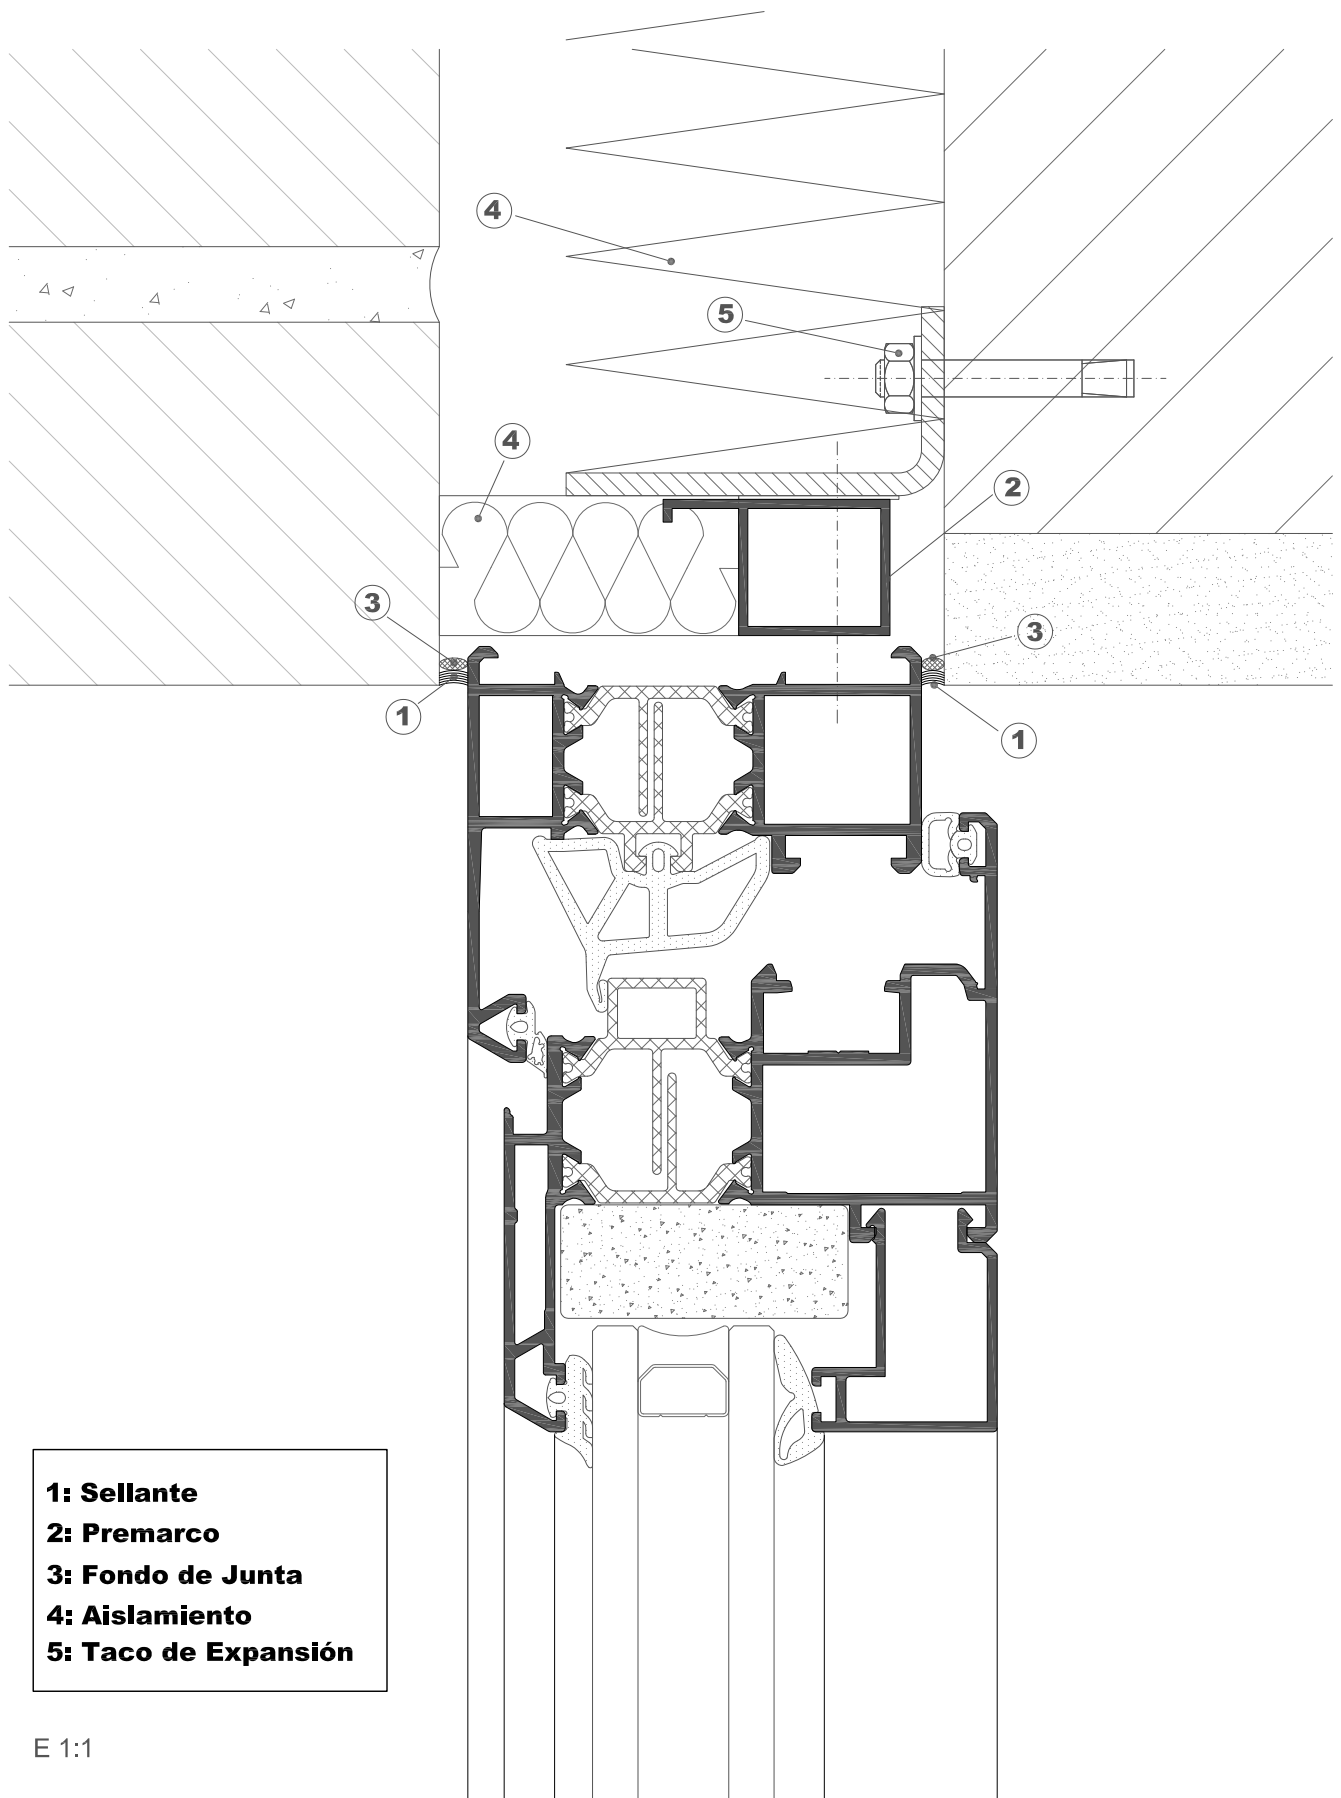 4
5
4
2
3
3
1
1
1: Sellante
2: Premarco
3: Fondo de Junta
4: Aislamiento
5: Taco de Expansión
E 1:1